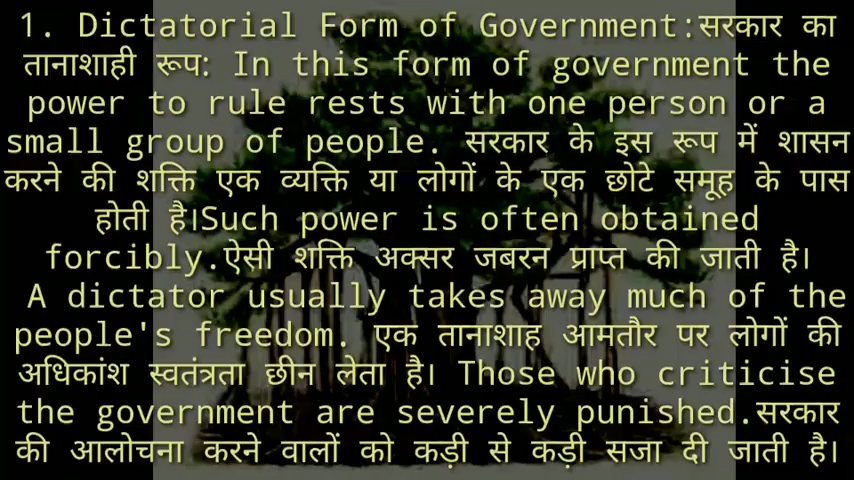 1. Dictatorial Form of Government:सरकार का
तानाशाही रूप: In this form of government the
power to rule rests with one person or a
small group of people. सरकार के इस रूप में शासन
करने की शक्ति एक व्यक्ति या लोगों के एक छोटे समूह के पास
होती है।Such power is often obtained
forcibly.ऐसी शक्ति अक्सर जबरन प्राप्त की जाती है।
A dictator usually takes away much of the
people's freedom. एक तानाशाह आमतौर पर लोगों की
अधिकांश स्वतंत्रता छीन लेता है। Those who criticise
the government are severely punished.सरकार
की आलोचना करने वालों को कड़ी से कड़ी सजा दी जाती है।